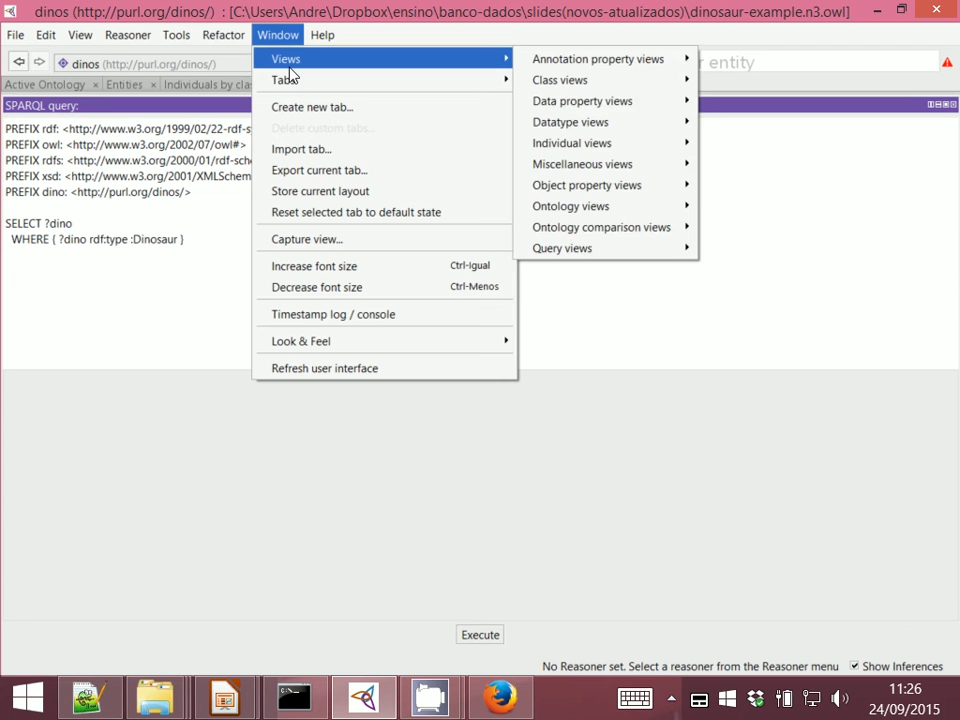 dinos (http://purl.org/dinos/) : [C:\Users\Andre\Dropbox\ensino\banco-dados\slides(novos-atualizados)\dinosaur-example.n3.owl]
File Edit View Reasoner Tools Refactor Window Help
dinos (http://purl.org/dinos/)
r entity
Active Ontology × Entities × Individuals by cla
SPARQL query:
PREFIX rdf: <http://www.w3.org/1999/02/22-rdf-s
PREFIX owl: <http://www.w3.org/2002/07/owl#>
PREFIX rdfs: <http://www.w3.org/2000/01/rdf-sche
PREFIX xsd: <http://www.w3.org/2001/XMLSchem
PREFIX dino: <http://purl.org/dinos/>
SELECT ?dino
WHERE { ?dino rdf:type :Dinosaur }
Views
Tabs
Create new tab...
Delete custom tabs...
Import tab...
Export current tab...
Store current layout
Reset selected tab to default state
Capture view...
Increase font size Ctrl-Igual
Decrease font size Ctrl-Menos
Timestamp log / console
Look & Feel
Refresh user interface
Annotation property views
Class views
Data property views
Datatype views
Individual views
Miscellaneous views
Object property views
Ontology views
Ontology comparison views
Query views
Execute
No Reasoner set. Select a reasoner from the Reasoner menu Show Inferences
11:26
24/09/2015